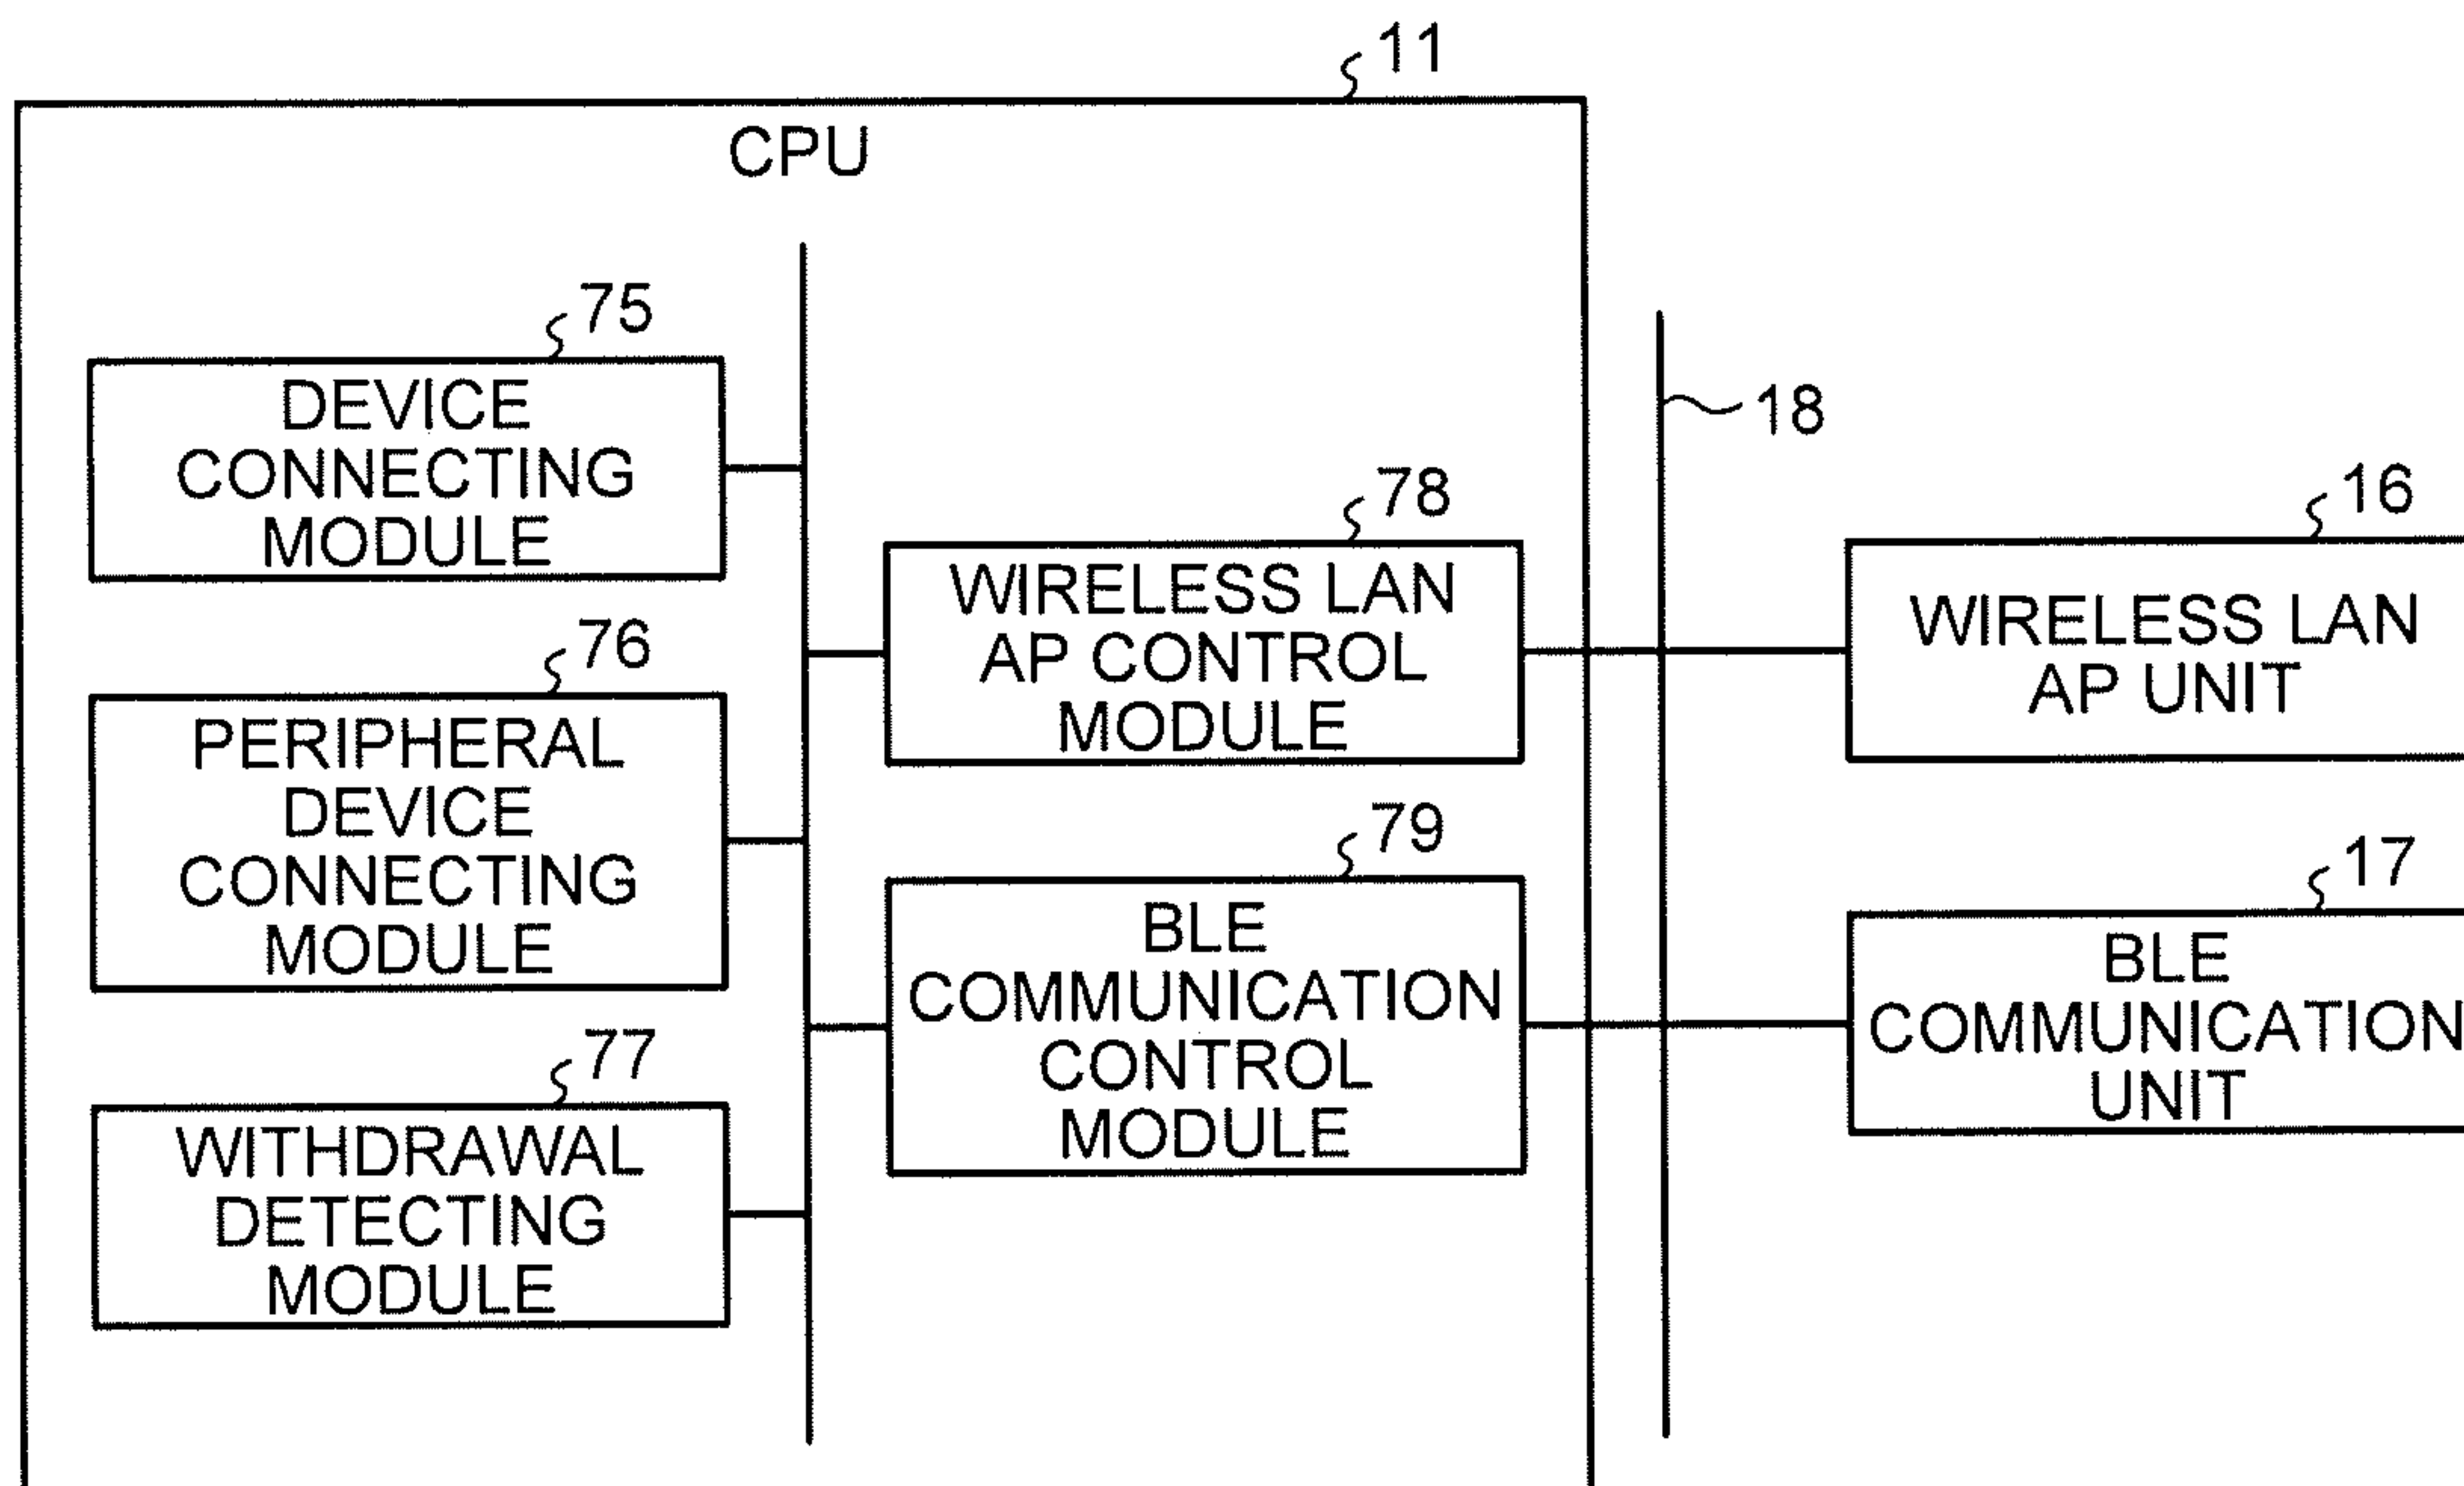 11
CPU
75
DEVICE
CONNECTING
MODULE
18
78
WIRELESS LAN
AP CONTROL
MODULE
16
WIRELESS LAN
AP UNIT
76
PERIPHERAL
DEVICE
CONNECTING
MODULE
79
BLE
COMMUNICATION
CONTROL
MODULE
17
BLE
COMMUNICATION
UNIT
77
WITHDRAWAL
DETECTING
MODULE